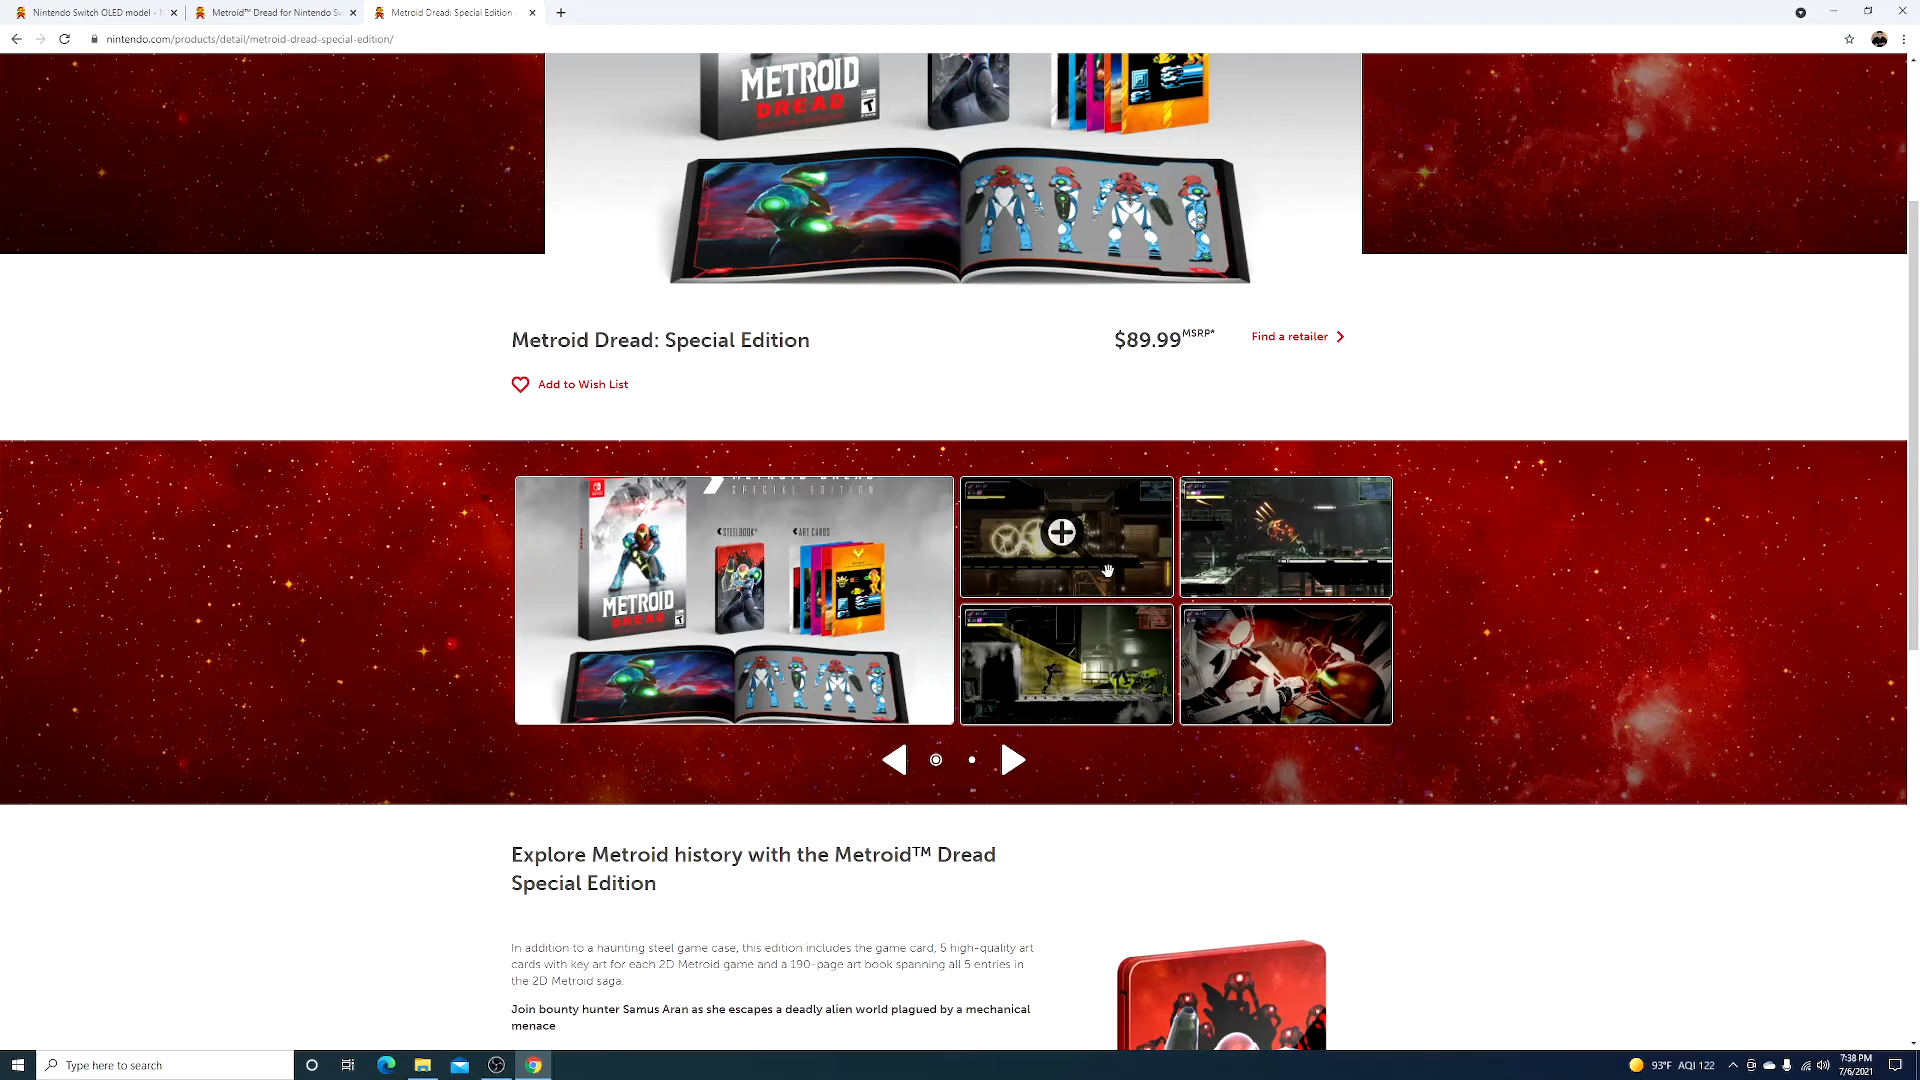 Nintendo Switch OLED model - N
Metroid™ Dread for Nintendo Sw
Metroid Dread: Special Edition -
nintendo.com/products/detail/metroid-dread-special-edition/
METROID
DREAD
T
Metroid Dread: Special Edition
$89.99 MSRP*
Find a retailer
Add to Wish List
SPECIAL EDITION
STEELBOOK®
ART CARDS
METROID
DREAD
T
Explore Metroid history with the Metroid™ Dread
Special Edition
In addition to a haunting steel game case, this edition includes the game card, 5 high-quality art
cards with key art for each 2D Metroid game and a 190-page art book spanning all 5 entries in
the 2D Metroid saga.
Join bounty hunter Samus Aran as she escapes a deadly alien world plagued by a mechanical
menace
Type here to search
93°F AQI 122
7:38 PM
7/6/2021